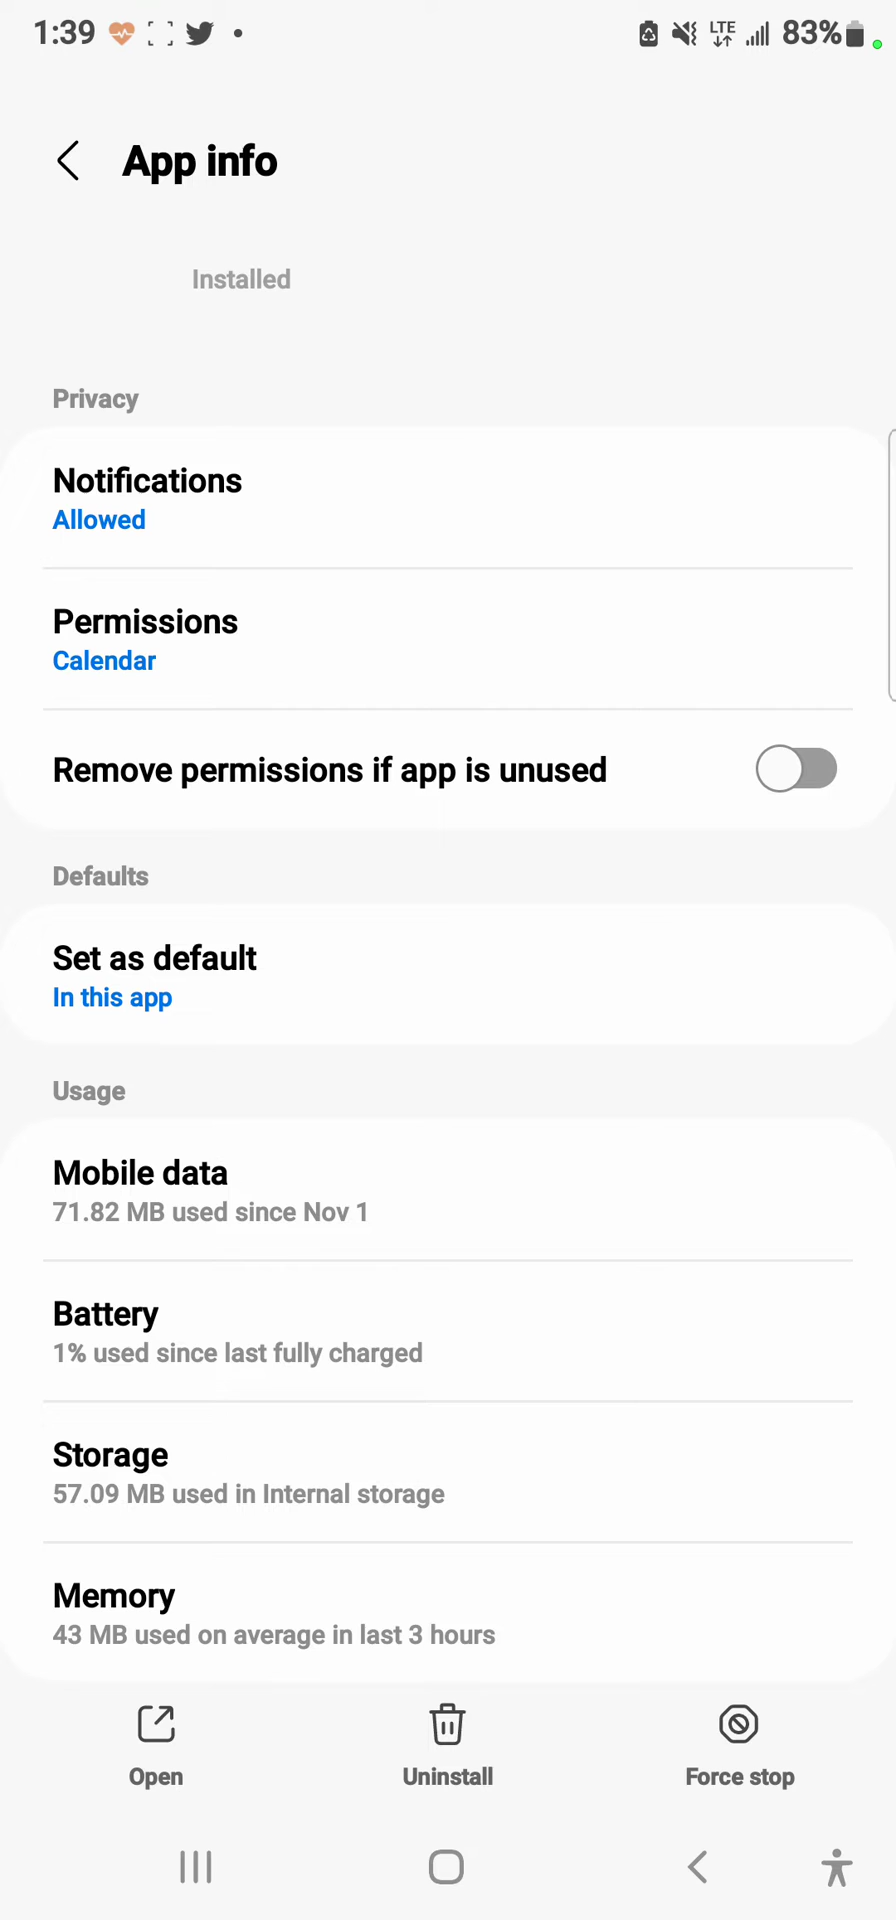 1:39
LTE
83%
App info
Installed
Privacy
Notifications
Allowed
Permissions
Calendar
Remove permissions if app is unused
Defaults
Set as default
In this app
Usage
Mobile data
71.82 MB used since Nov 1
Battery
1% used since last fully charged
Storage
57.09 MB used in Internal storage
Memory
43 MB used on average in last 3 hours
Open
Uninstall
Force stop